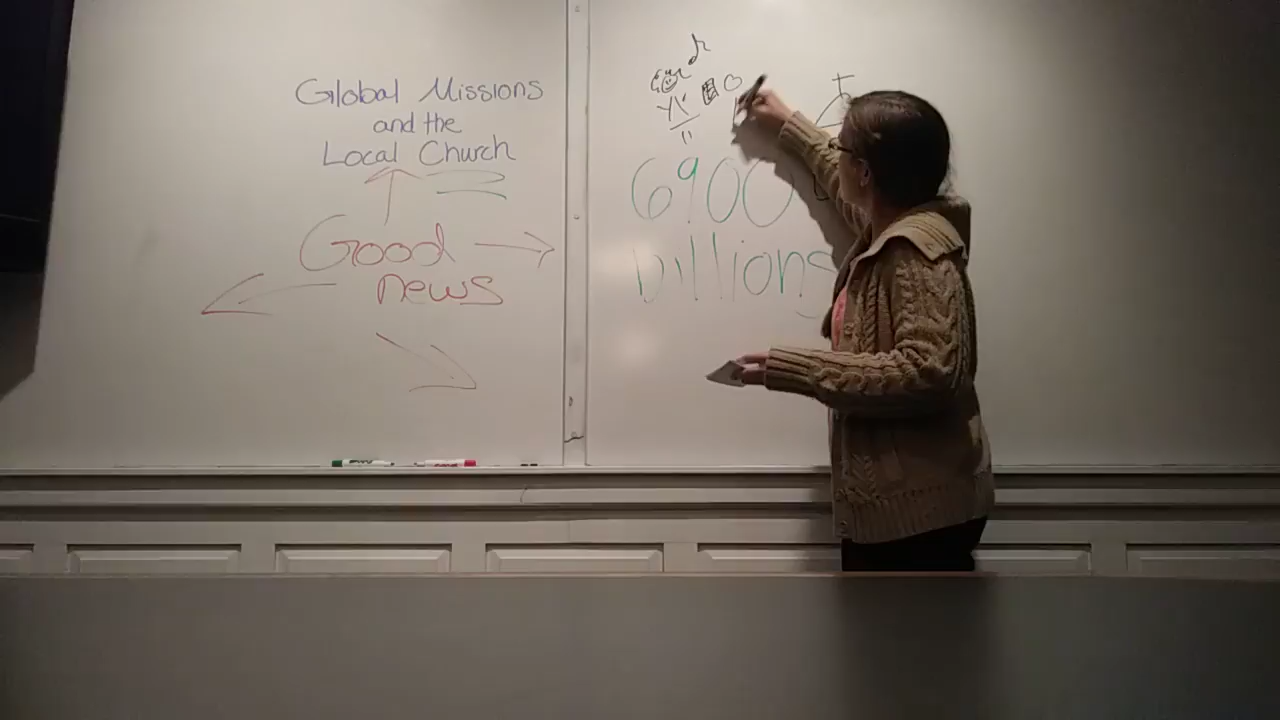 Global Missions
and the
Local Church
Good
news
6900
billions